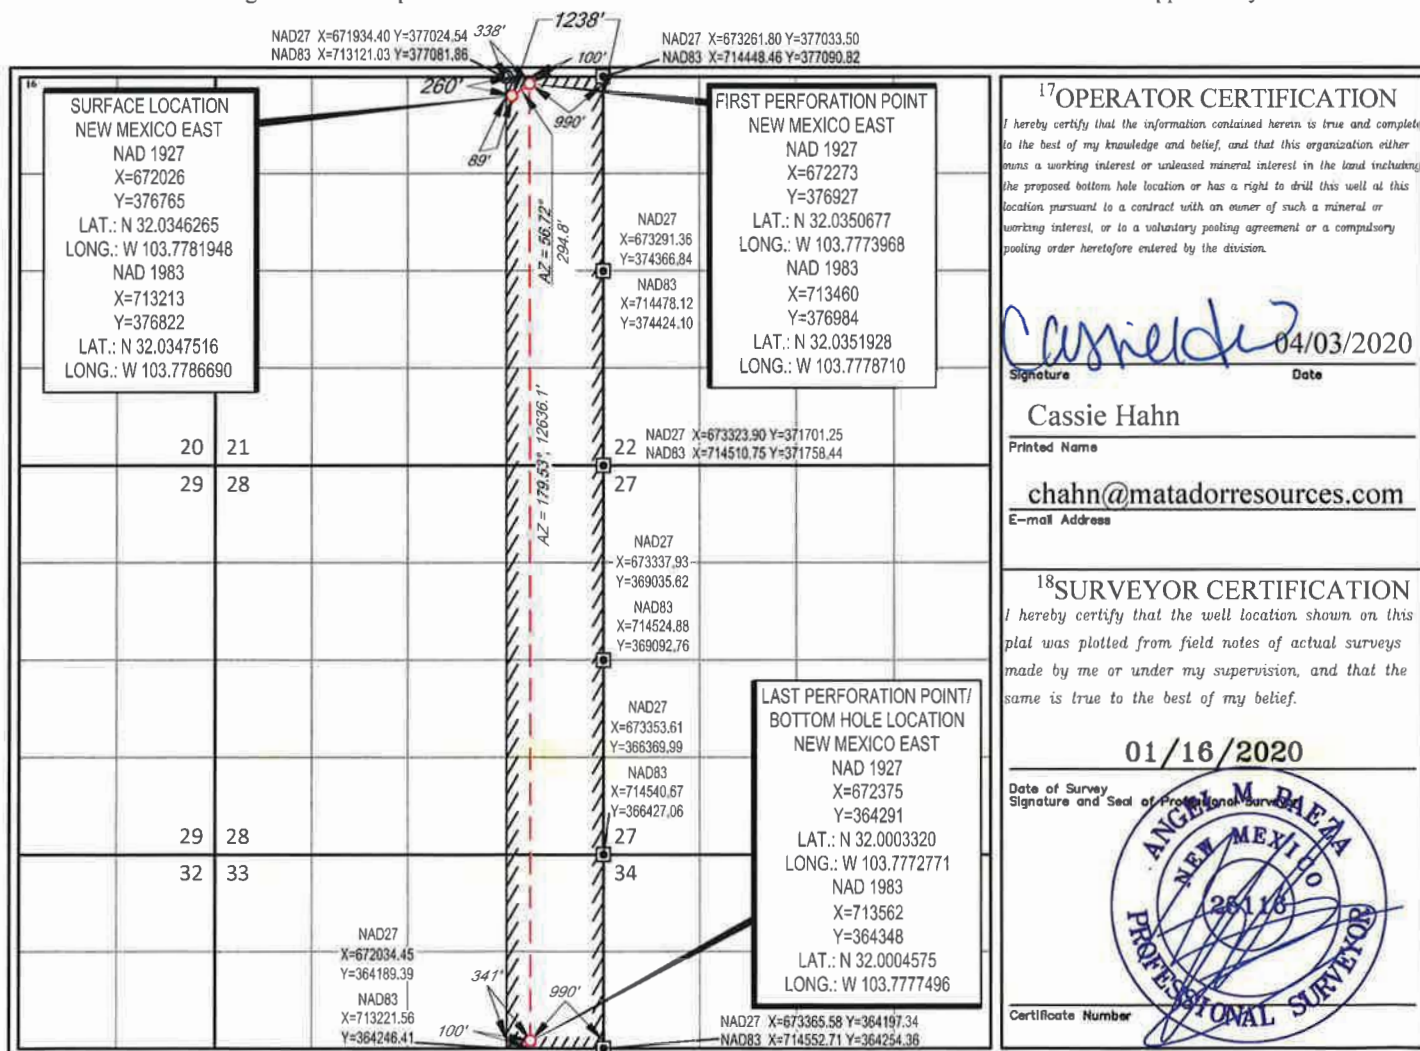 1238'
NAD27 X=671934.40 Y=377024.54
NAD83 X=713121.03 Y=377081.86
338'
100'
NAD27 X=673261.80 Y=377033.50
NAD83 X=714448.46 Y=377090.82
260'
990'
89'
16
SURFACE LOCATION
NEW MEXICO EAST
NAD 1927
X=672026
Y=376765
LAT.: N 32.0346265
LONG.: W 103.7781948
NAD 1983
X=713213
Y=376822
LAT.: N 32.0347516
LONG.: W 103.7786690
AZ = 56.72°
294.8'
FIRST PERFORATION POINT
NEW MEXICO EAST
NAD 1927
X=672273
Y=376927
LAT.: N 32.0350677
LONG.: W 103.7773968
NAD 1983
X=713460
Y=376984
LAT.: N 32.0351928
LONG.: W 103.7778710
NAD27
X=673291.36
Y=374366.84
NAD83
X=714478.12
Y=374424.10
AZ = 179.53°, 12636.1'
20 21
29 28
22
27
NAD27 X=673323.90 Y=371701.25
NAD83 X=714510.75 Y=371758.44
NAD27
X=673337.93
Y=369035.62
NAD83
X=714524.88
Y=369092.76
NAD27
X=673353.61
Y=366369.99
NAD83
X=714540.67
Y=366427.06
29 28
32 33
27
34
LAST PERFORATION POINT/
BOTTOM HOLE LOCATION
NEW MEXICO EAST
NAD 1927
X=672375
Y=364291
LAT.: N 32.0003320
LONG.: W 103.7772771
NAD 1983
X=713562
Y=364348
LAT.: N 32.0004575
LONG.: W 103.7777496
NAD27
X=672034.45
Y=364189.39
NAD83
X=713221.56
Y=364246.41
341'
990'
100'
NAD27 X=673365.58 Y=364197.34
NAD83 X=714552.71 Y=364254.36
17OPERATOR CERTIFICATION
I hereby certify that the information contained herein is true and complete
to the best of my knowledge and belief, and that this organization either
owns a working interest or unleased mineral interest in the land including
the proposed bottom hole location or has a right to drill this well at this
location pursuant to a contract with an owner of such a mineral or
working interest, or to a voluntary pooling agreement or a compulsory
pooling order heretofore entered by the division.
04/03/2020
Signature Date
Cassie Hahn
Printed Name
chahn@matadorresources.com
E-mail Address
18SURVEYOR CERTIFICATION
I hereby certify that the well location shown on this
plat was plotted from field notes of actual surveys
made by me or under my supervision, and that the
same is true to the best of my belief.
01/16/2020
Date of Survey
Signature and Seal of Professional Surveyor
ANGEL M. BAEZA
NEW MEXICO
25116
PROFESSIONAL SURVEYOR
Certificate Number